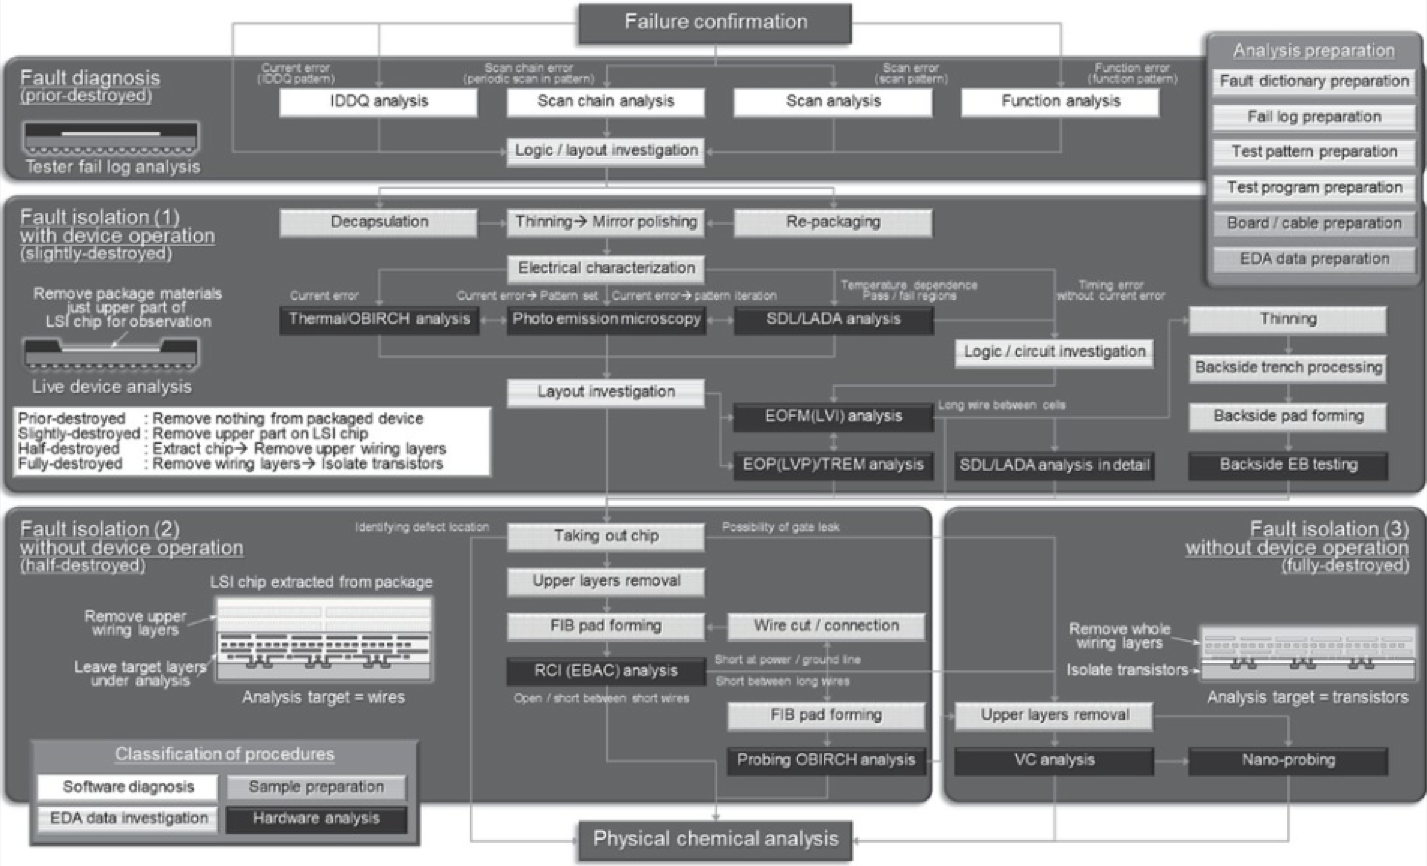 Failure confirmation
Analysis preparation
Fault dictionary preparation
Fail log preparation
Test pattern preparation
Test program preparation
Board / cable preparation
EDA data preparation
Fault diagnosis
(prior-destroyed)
Tester fail log analysis
Current error
(IDDQ pattern)
Scan chain error
(periodic scan in pattern)
Scan error
(scan pattern)
Function error
(function pattern)
IDDQ analysis
Scan chain analysis
Scan analysis
Function analysis
Logic / layout investigation
Fault isolation (1)
with device operation
(slightly-destroyed)
Remove package materials
just upper part of
LSI chip for observation
Live device analysis
Prior-destroyed : Remove nothing from packaged device
Slightly-destroyed : Remove upper part on LSI chip
Half-destroyed : Extract chip→ Remove upper wiring layers
Fully-destroyed : Remove wiring layers→ Isolate transistors
Decapsulation
Thinning→ Mirror polishing
Re-packaging
Electrical characterization
Current error
Current error→ Pattern set
Current error→ pattern iteration
Temperature dependence
Pass / fail regions
Timing error
without current error
Thermal/OBIRCH analysis
Photo emission microscopy
SDL/LADA analysis
Thinning
Logic / circuit investigation
Backside trench processing
Layout investigation
EOFM(LVI) analysis
Long wire between cells
Backside pad forming
EOP(LVP)/TREM analysis
SDL/LADA analysis in detail
Backside EB testing
Fault isolation (2)
without device operation
(half-destroyed)
LSI chip extracted from package
Remove upper
wiring layers
Leave target layers
under analysis
Analysis target = wires
Identifying defect location
Taking out chip
Possibility of gate leak
Upper layers removal
FIB pad forming
Wire cut / connection
RCI (EBAC) analysis
Short at power / ground line
Short between long wires
Open / short between short wires
FIB pad forming
Probing OBIRCH analysis
Fault isolation (3)
without device operation
(fully-destroyed)
Remove whole
wiring layers
Isolate transistors
Analysis target = transistors
Upper layers removal
VC analysis
Nano-probing
Classification of procedures
Software diagnosis
Sample preparation
EDA data investigation
Hardware analysis
Physical chemical analysis